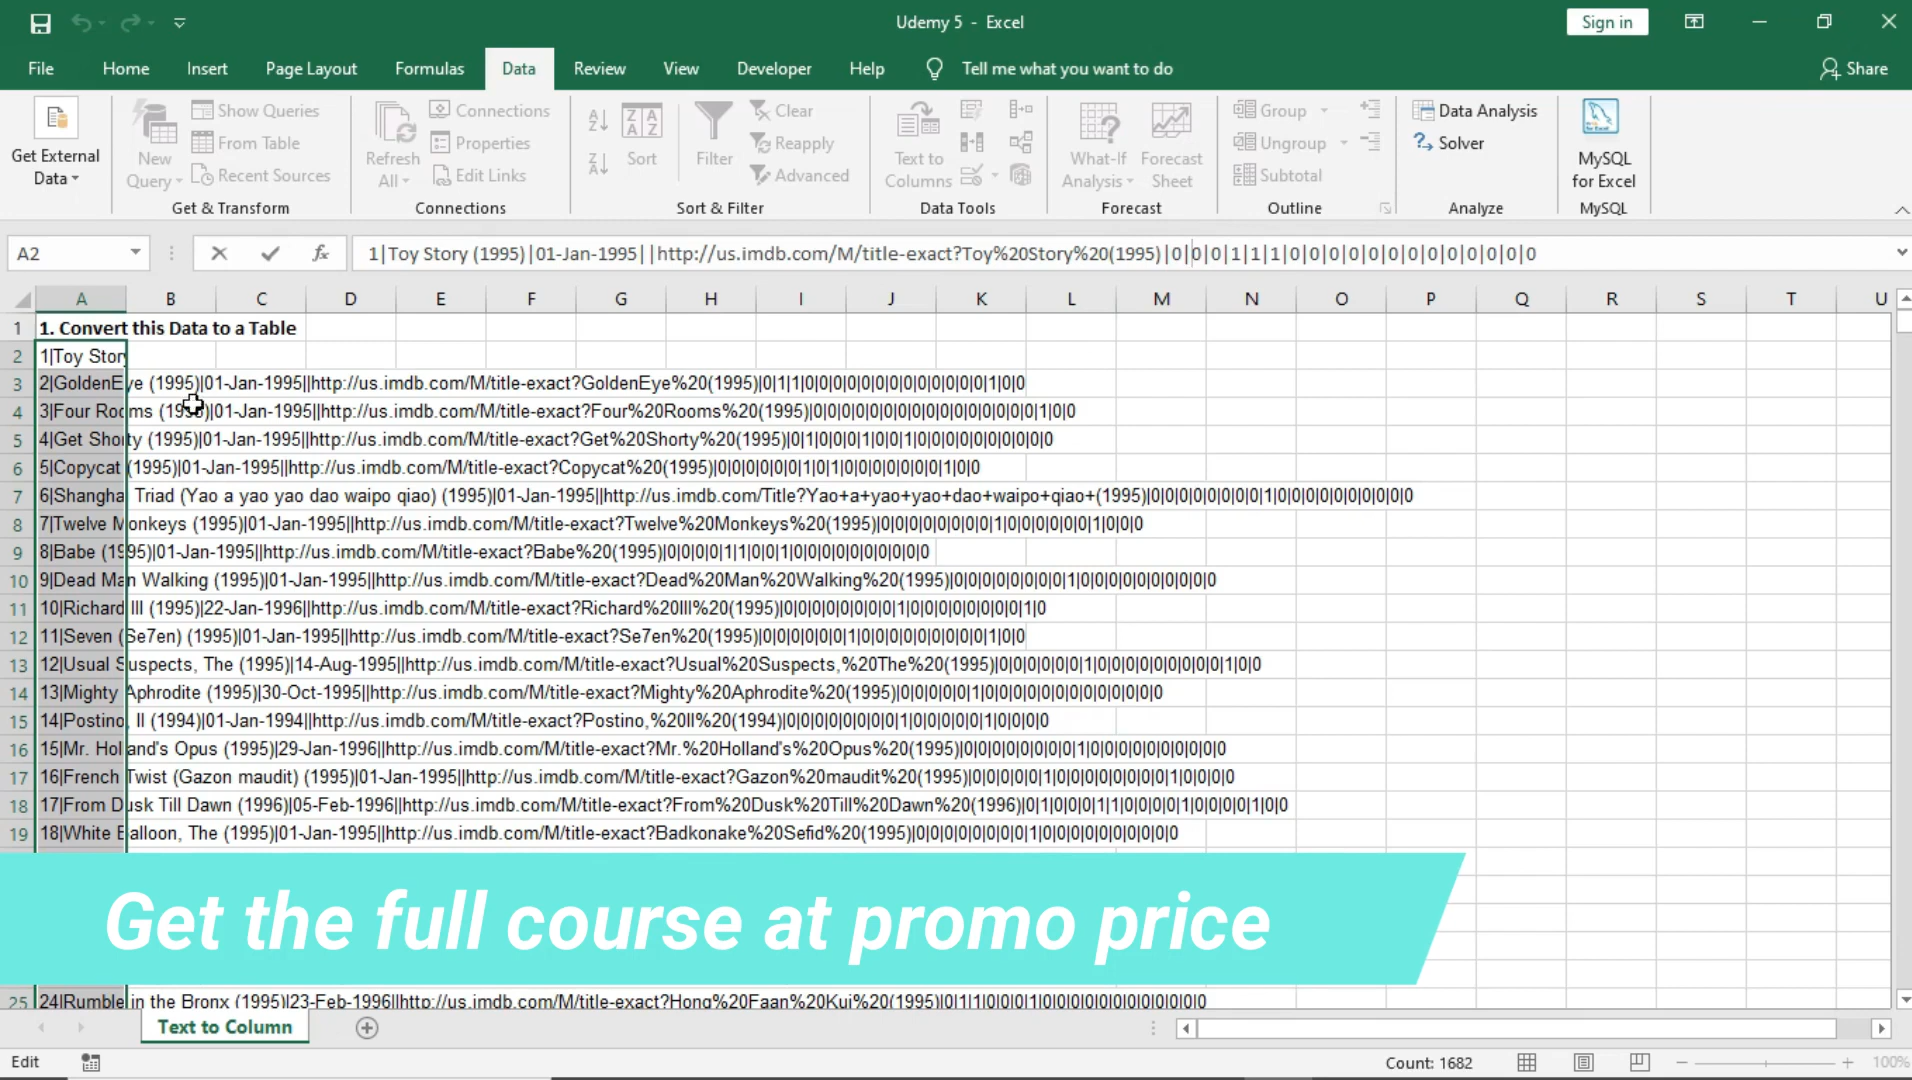 Udemy 5 - Excel
Sign in
File Home Insert Page Layout Formulas Data Review View Developer Help Tell me what you want to do Share
Get External Data
New Query
Show Queries
From Table
Recent Sources
Get & Transform
Refresh All
Connections
Properties
Edit Links
Connections
Sort
Filter
Clear
Reapply
Advanced
Sort & Filter
Text to Columns
Data Tools
What-If Analysis
Forecast Sheet
Forecast
Group
Ungroup
Subtotal
Outline
Data Analysis
Solver
Analyze
MySQL for Excel
MySQL
A2 fx 1|Toy Story (1995)|01-Jan-1995||http://us.imdb.com/M/title-exact?Toy%20Story%20(1995)|0|0|0|1|1|1|0|0|0|0|0|0|0|0|0|0|0|0|0
A B C D E F G H I J K L M N O P Q R S T U
1 1. Convert this Data to a Table
2 1|Toy Story
3 2|GoldenEye (1995)|01-Jan-1995||http://us.imdb.com/M/title-exact?GoldenEye%20(1995)|0|1|1|0|0|0|0|0|0|0|0|0|0|0|0|0|1|0|0
4 3|Four Rooms (1995)|01-Jan-1995||http://us.imdb.com/M/title-exact?Four%20Rooms%20(1995)|0|0|0|0|0|0|0|0|0|0|0|0|0|0|0|0|1|0|0
5 4|Get Shorty (1995)|01-Jan-1995||http://us.imdb.com/M/title-exact?Get%20Shorty%20(1995)|0|1|0|0|0|1|0|0|1|0|0|0|0|0|0|0|0|0|0
6 5|Copycat (1995)|01-Jan-1995||http://us.imdb.com/M/title-exact?Copycat%20(1995)|0|0|0|0|0|0|1|0|1|0|0|0|0|0|0|0|1|0|0
7 6|Shanghai Triad (Yao a yao yao dao waipo qiao) (1995)|01-Jan-1995||http://us.imdb.com/Title?Yao+a+yao+yao+dao+waipo+qiao+(1995)|0|0|0|0|0|0|0|0|1|0|0|0|0|0|0|0|0|0|0
8 7|Twelve Monkeys (1995)|01-Jan-1995||http://us.imdb.com/M/title-exact?Twelve%20Monkeys%20(1995)|0|0|0|0|0|0|0|0|1|0|0|0|0|0|0|1|0|0|0
9 8|Babe (1995)|01-Jan-1995||http://us.imdb.com/M/title-exact?Babe%20(1995)|0|0|0|0|1|1|0|0|1|0|0|0|0|0|0|0|0|0|0
10 9|Dead Man Walking (1995)|01-Jan-1995||http://us.imdb.com/M/title-exact?Dead%20Man%20Walking%20(1995)|0|0|0|0|0|0|0|0|1|0|0|0|0|0|0|0|0|0|0
11 10|Richard III (1995)|22-Jan-1996||http://us.imdb.com/M/title-exact?Richard%20III%20(1995)|0|0|0|0|0|0|0|0|1|0|0|0|0|0|0|0|0|1|0
12 11|Seven (Se7en) (1995)|01-Jan-1995||http://us.imdb.com/M/title-exact?Se7en%20(1995)|0|0|0|0|0|0|1|0|0|0|0|0|0|0|0|0|1|0|0
13 12|Usual Suspects, The (1995)|14-Aug-1995||http://us.imdb.com/M/title-exact?Usual%20Suspects,%20The%20(1995)|0|0|0|0|0|0|1|0|0|0|0|0|0|0|0|0|1|0|0
14 13|Mighty Aphrodite (1995)|30-Oct-1995||http://us.imdb.com/M/title-exact?Mighty%20Aphrodite%20(1995)|0|0|0|0|0|1|0|0|0|0|0|0|0|0|0|0|0|0|0
15 14|Postino, Il (1994)|01-Jan-1994||http://us.imdb.com/M/title-exact?Postino,%20Il%20(1994)|0|0|0|0|0|0|0|0|1|0|0|0|0|0|1|0|0|0|0
16 15|Mr. Holland's Opus (1995)|29-Jan-1996||http://us.imdb.com/M/title-exact?Mr.%20Holland's%20Opus%20(1995)|0|0|0|0|0|0|0|0|1|0|0|0|0|0|0|0|0|0|0
17 16|French Twist (Gazon maudit) (1995)|01-Jan-1995||http://us.imdb.com/M/title-exact?Gazon%20maudit%20(1995)|0|0|0|0|0|1|0|0|0|0|0|0|0|0|1|0|0|0|0
18 17|From Dusk Till Dawn (1996)|05-Feb-1996||http://us.imdb.com/M/title-exact?From%20Dusk%20Till%20Dawn%20(1996)|0|1|0|0|0|1|1|0|0|0|0|1|0|0|0|0|1|0|0
19 18|White Balloon, The (1995)|01-Jan-1995||http://us.imdb.com/M/title-exact?Badkonake%20Sefid%20(1995)|0|0|0|0|0|0|0|0|1|0|0|0|0|0|0|0|0|0|0
Get the full course at promo price
25 24|Rumble in the Bronx (1995)|23-Feb-1996||http://us.imdb.com/M/title-exact?Hong%20Faan%20Kui%20(1995)|0|1|1|0|0|0|1|0|0|0|0|0|0|0|0|0|0|0|0
Text to Column
Edit Count: 1682 100%